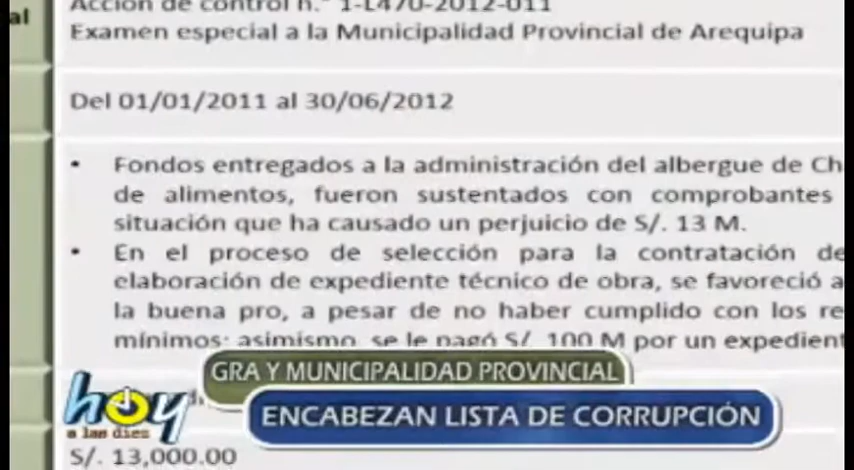 al
Acción de control n.° 1-L470-2012-011
Examen especial a la Municipalidad Provincial de Arequipa
Del 01/01/2011 al 30/06/2012
• Fondos entregados a la administración del albergue de Ch
de alimentos, fueron sustentados con comprobantes
situación que ha causado un perjuicio de S/. 13 M.
• En el proceso de selección para la contratación de
elaboración de expediente técnico de obra, se favoreció a
la buena pro, a pesar de no haber cumplido con los re
mínimos; asimismo, se le pagó S/. 100 M por un expedient
GRA Y MUNICIPALIDAD PROVINCIAL
hoy
a las diez
ENCABEZAN LISTA DE CORRUPCIÓN
S/. 13,000.00